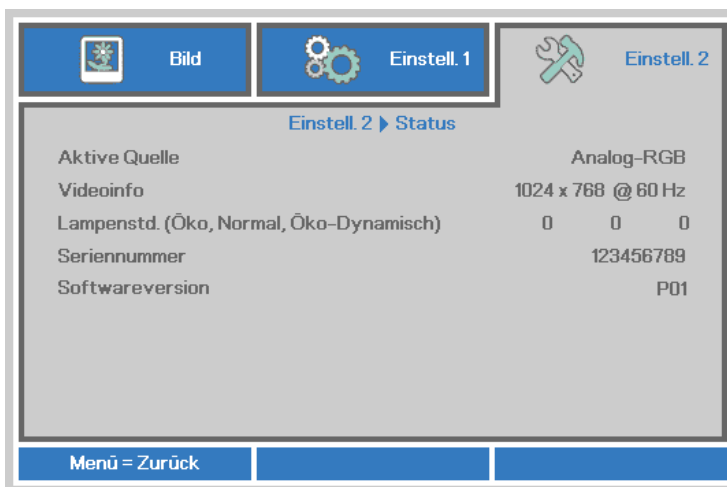 Bild
Einstell. 1
Einstell. 2
Einstell. 2 ▶ Status
Aktive Quelle Analog-RGB
Videoinfo 1024 x 768 @ 60 Hz
Lampenstd. (Öko, Normal, Öko-Dynamisch) 0 0 0
Seriennummer 123456789
Softwareversion P01
Menü = Zurück